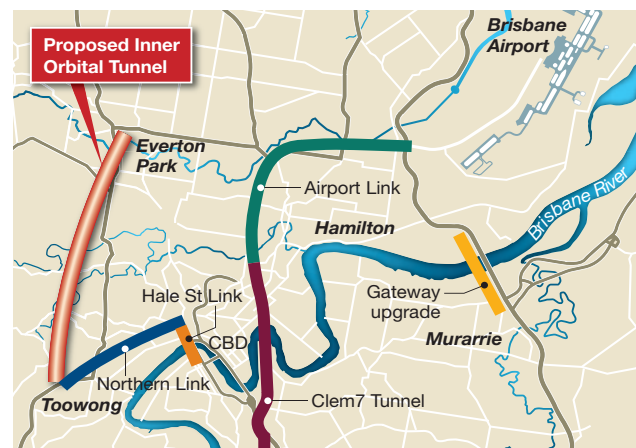 Proposed Inner
Orbital Tunnel
Brisbane
Airport
Everton
Park
Airport Link
Hamilton
Brisbane River
Hale St Link
Gateway
upgrade
CBD
Murarrie
Northern Link
Toowong
Clem7 Tunnel